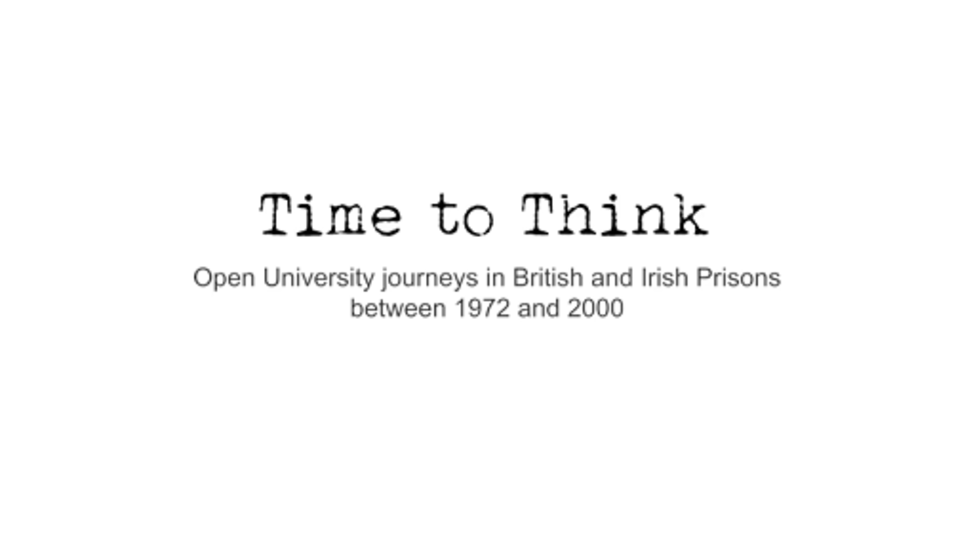 Time to Think
Open University journeys in British and Irish Prisons
between 1972 and 2000